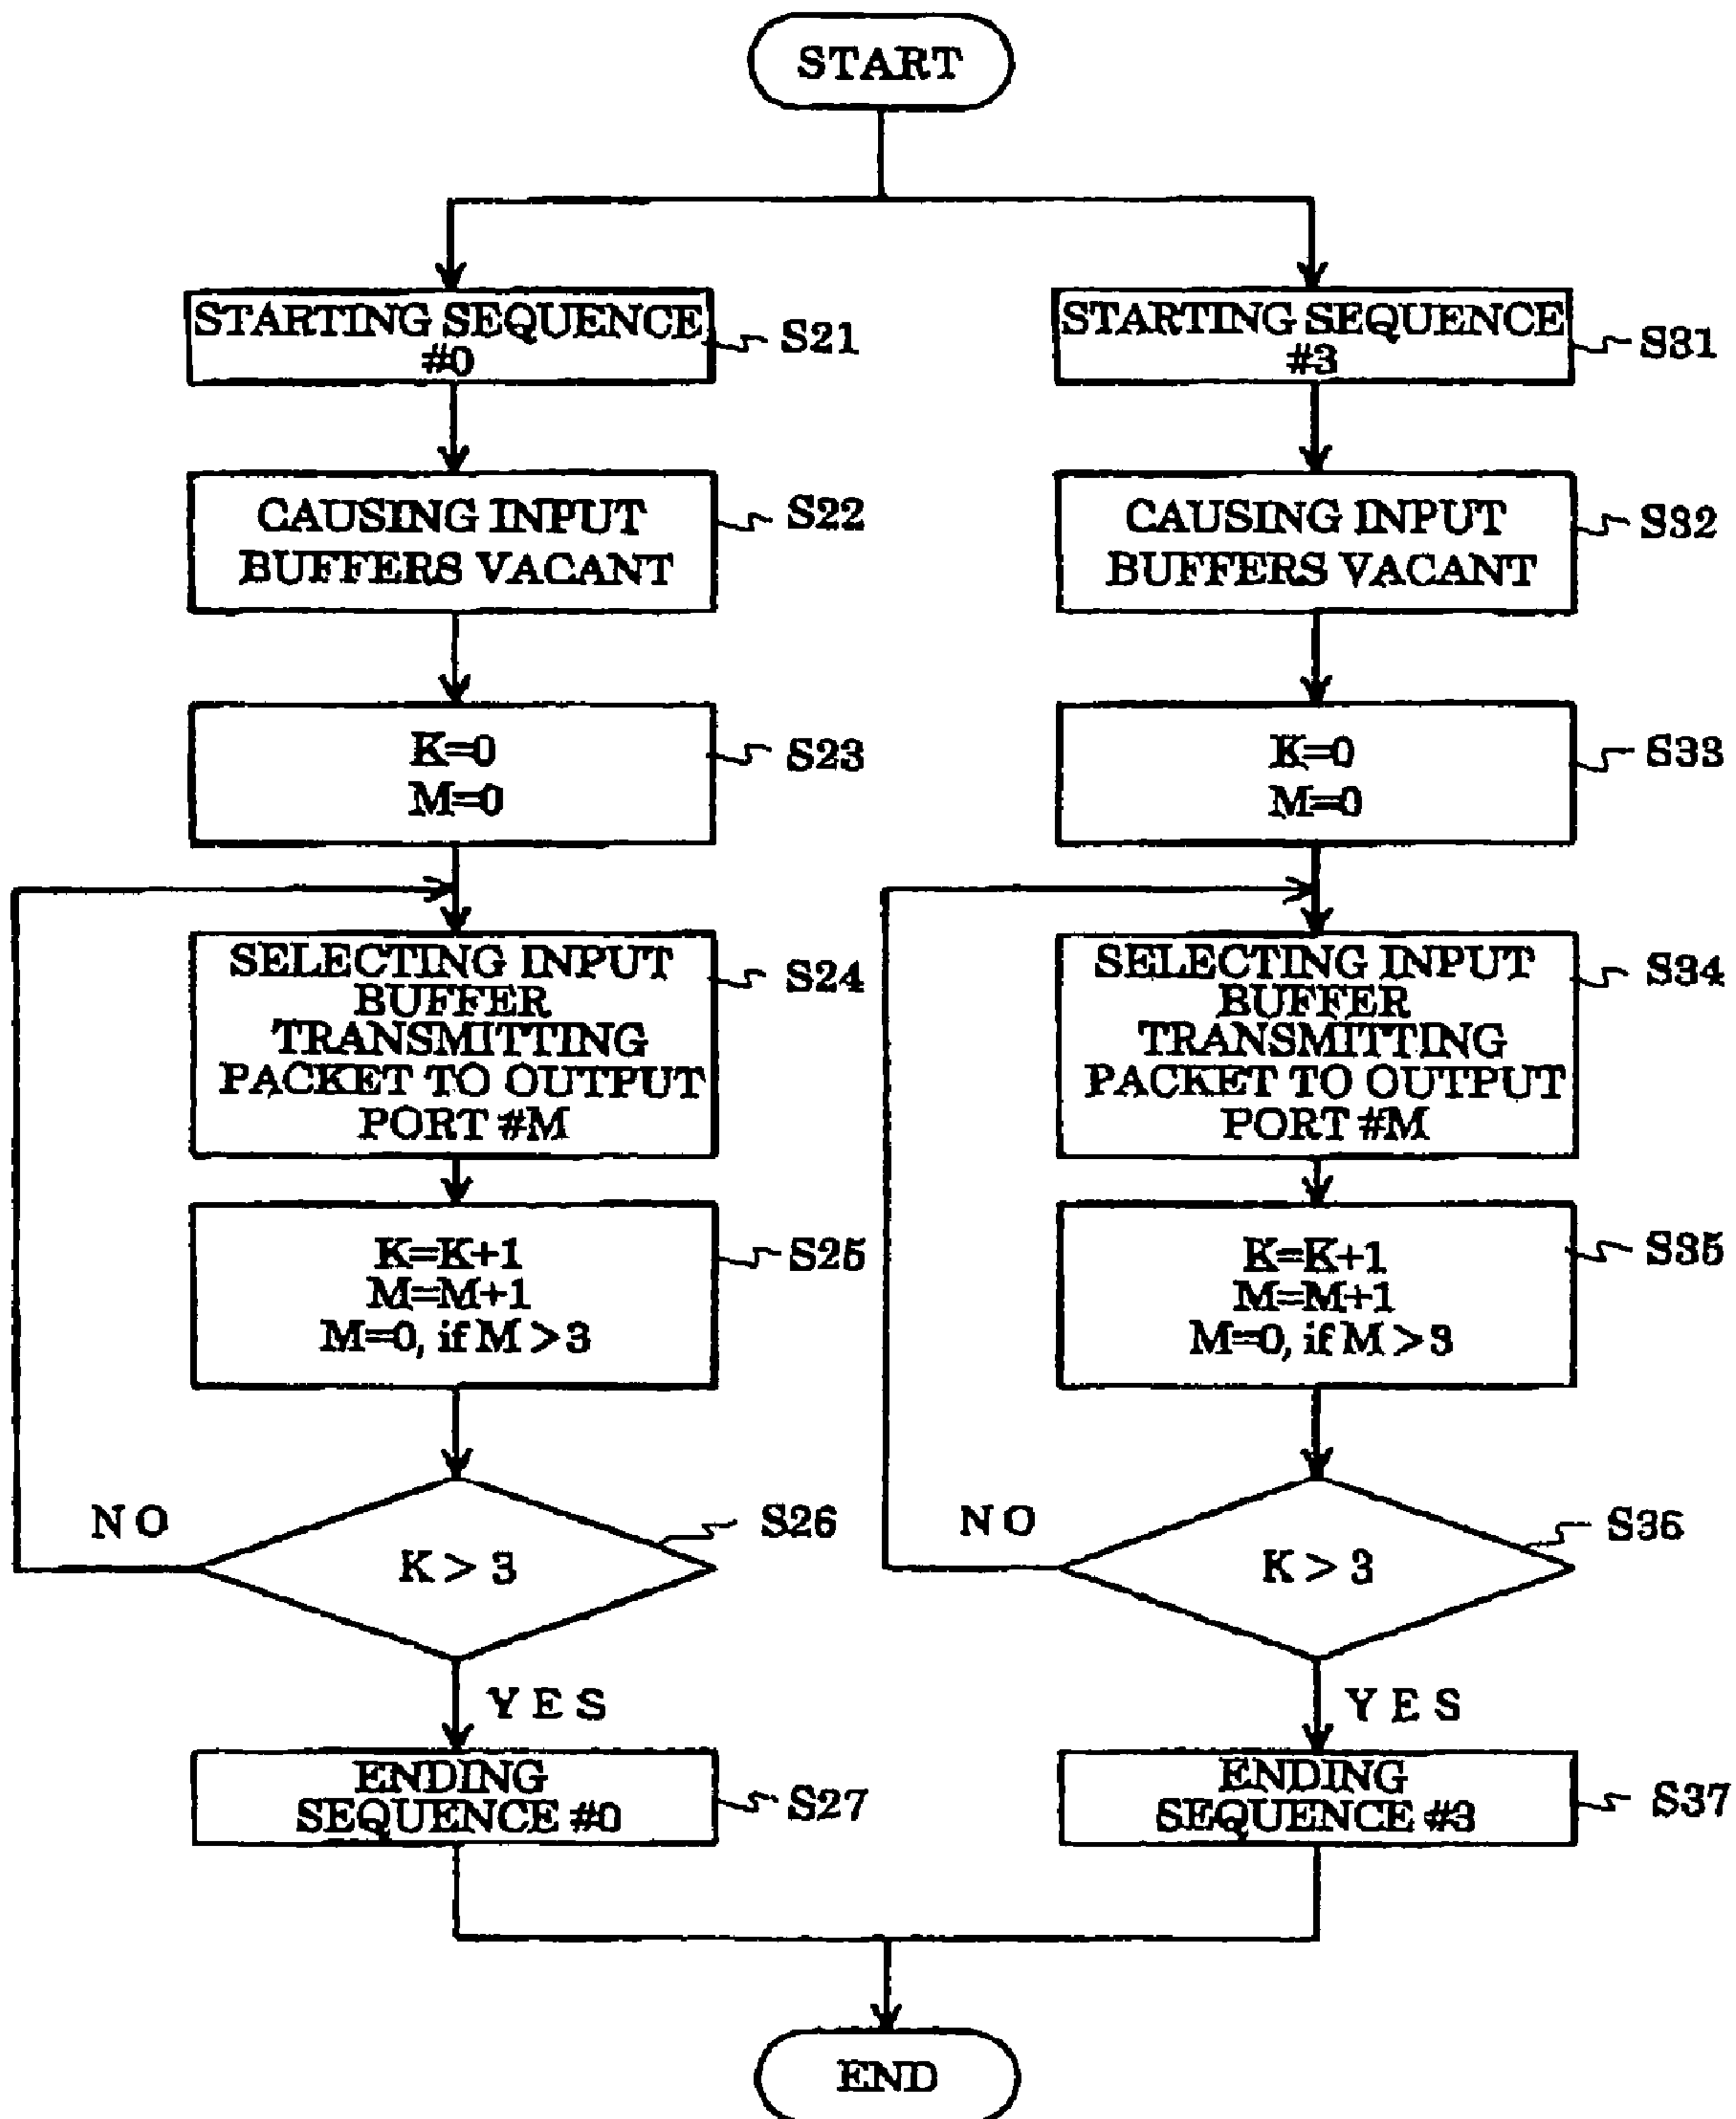 START
STARTING SEQUENCE
#0
S21
CAUSING INPUT
BUFFERS VACANT
S22
K=0
M=0
S23
SELECTING INPUT
BUFFER
TRANSMITTING
PACKET TO OUTPUT
PORT #M
S24
K=K+1
M=M+1
M=0, if M > 3
S25
K > 3
S26
NO
YES
ENDING
SEQUENCE #0
S27
STARTING SEQUENCE
#3
S31
CAUSING INPUT
BUFFERS VACANT
S32
K=0
M=0
S33
SELECTING INPUT
BUFFER
TRANSMITTING
PACKET TO OUTPUT
PORT #M
S34
K=K+1
M=M+1
M=0, if M > 3
S35
K > 3
S36
NO
YES
ENDING
SEQUENCE #3
S37
END